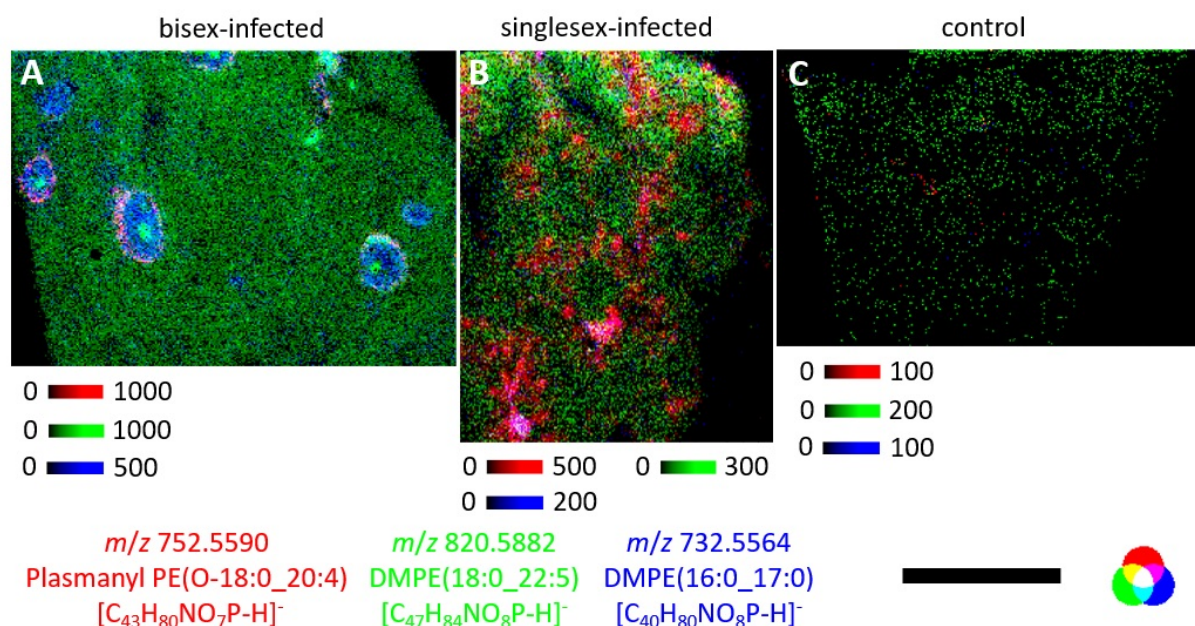 bisex-infected
singlesex-infected
control
A
B
C
0 1000
0 1000
0 500
0 500
0 300
0 200
0 100
0 200
0 100
m/z 752.5590
Plasmanyl PE(O-18:0_20:4)
[C₄₃H₈₀NO₇P-H]⁻
m/z 820.5882
DMPE(18:0_22:5)
[C₄₇H₈₄NO₈P-H]⁻
m/z 732.5564
DMPE(16:0_17:0)
[C₄₀H₈₀NO₈P-H]⁻